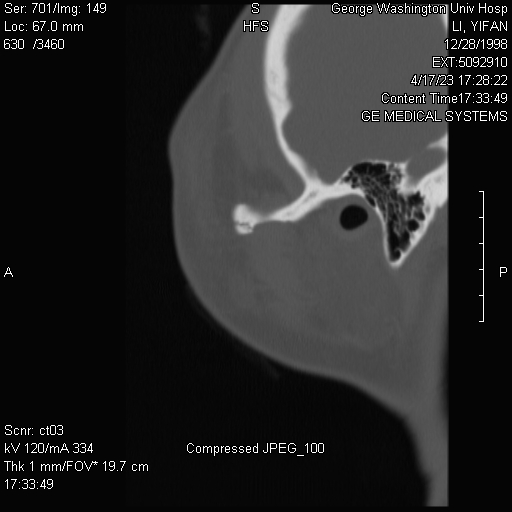 Ser: 701/Img: 149
Loc: 67.0 mm
630 /3460
S
HFS
George Washington Univ Hosp
LI, YIFAN
12/28/1998
EXT:5092910
4/17/23 17:28:22
Content Time17:33:49
GE MEDICAL SYSTEMS
A
P
Scnr: ct03
kV 120/mA 334
Thk 1 mm/FOV* 19.7 cm
17:33:49
Compressed JPEG_100